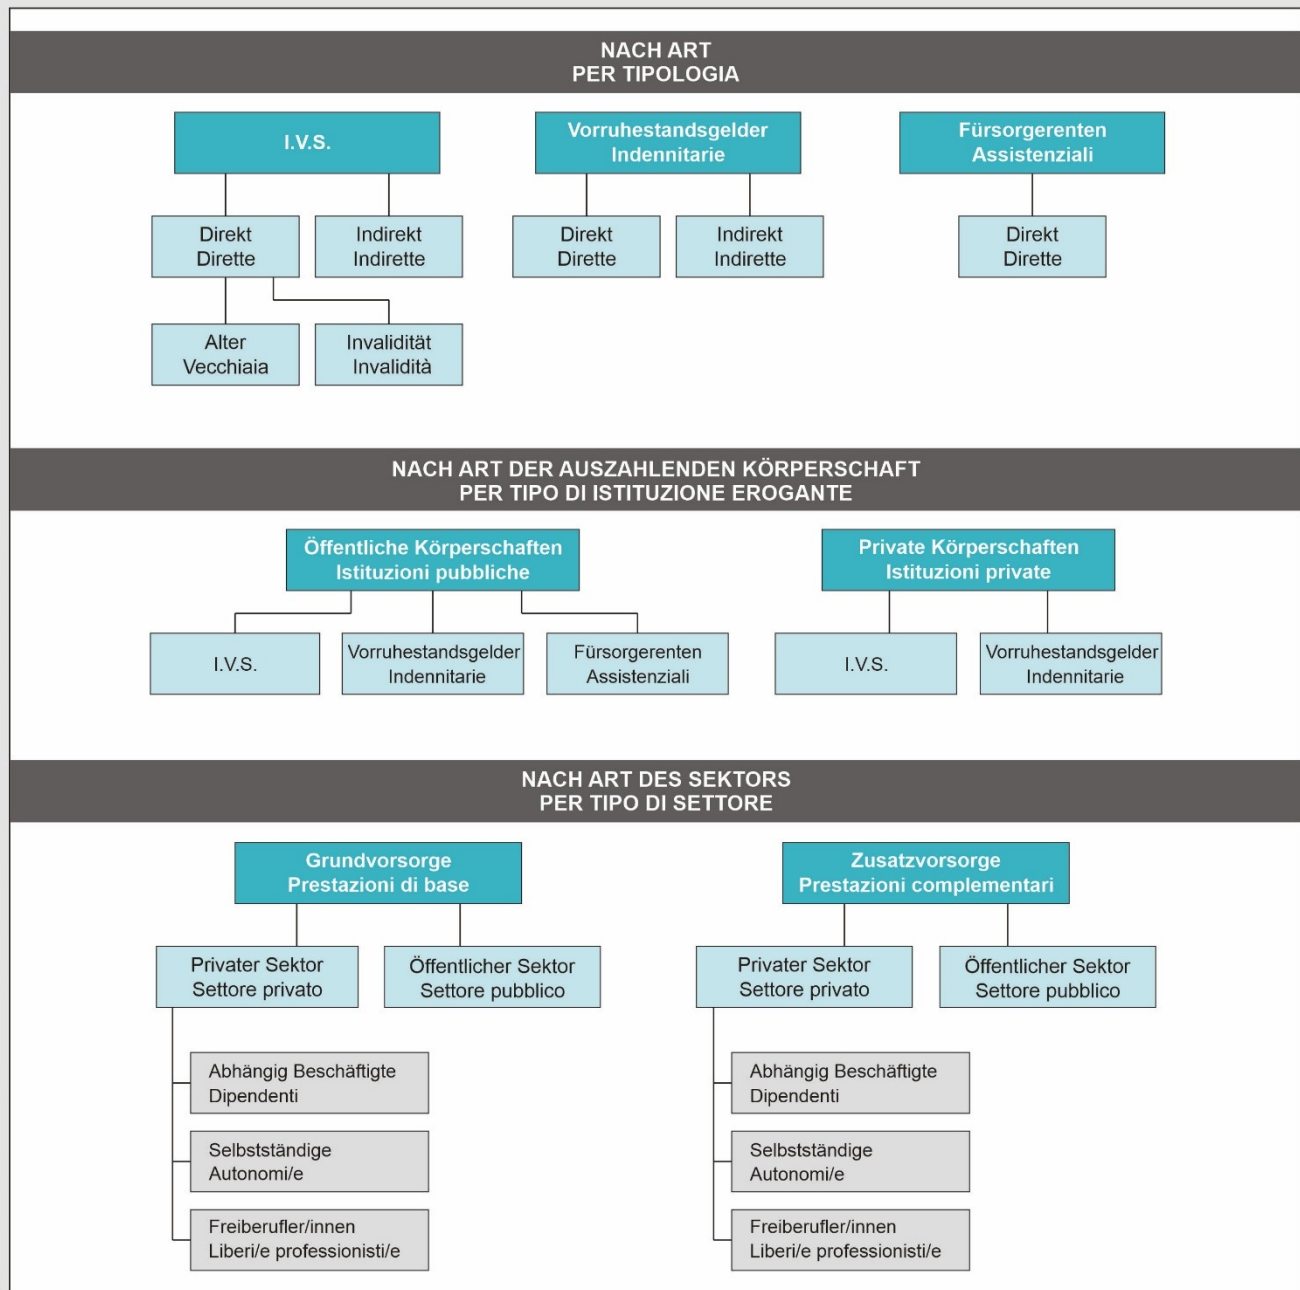 NACH ART
PER TIPOLOGIA
I.V.S.
Vorruhestandsgelder
Indennitarie
Fürsorgerenten
Assistenziali
Direkt
Dirette
Indirekt
Indirette
Direkt
Dirette
Indirekt
Indirette
Direkt
Dirette
Alter
Vecchiaia
Invalidität
Invalidità
NACH ART DER AUSZAHLENDEN KÖRPERSCHAFT
PER TIPO DI ISTITUZIONE EROGANTE
Öffentliche Körperschaften
Istituzioni pubbliche
Private Körperschaften
Istituzioni private
I.V.S.
Vorruhestandsgelder
Indennitarie
Fürsorgerenten
Assistenziali
I.V.S.
Vorruhestandsgelder
Indennitarie
NACH ART DES SEKTORS
PER TIPO DI SETTORE
Grundvorsorge
Prestazioni di base
Zusatzvorsorge
Prestazioni complementari
Privater Sektor
Settore privato
Öffentlicher Sektor
Settore pubblico
Privater Sektor
Settore privato
Öffentlicher Sektor
Settore pubblico
Abhängig Beschäftigte
Dipendenti
Selbstständige
Autonomi/e
Freiberufler/innen
Liberi/e professionisti/e
Abhängig Beschäftigte
Dipendenti
Selbstständige
Autonomi/e
Freiberufler/innen
Liberi/e professionisti/e